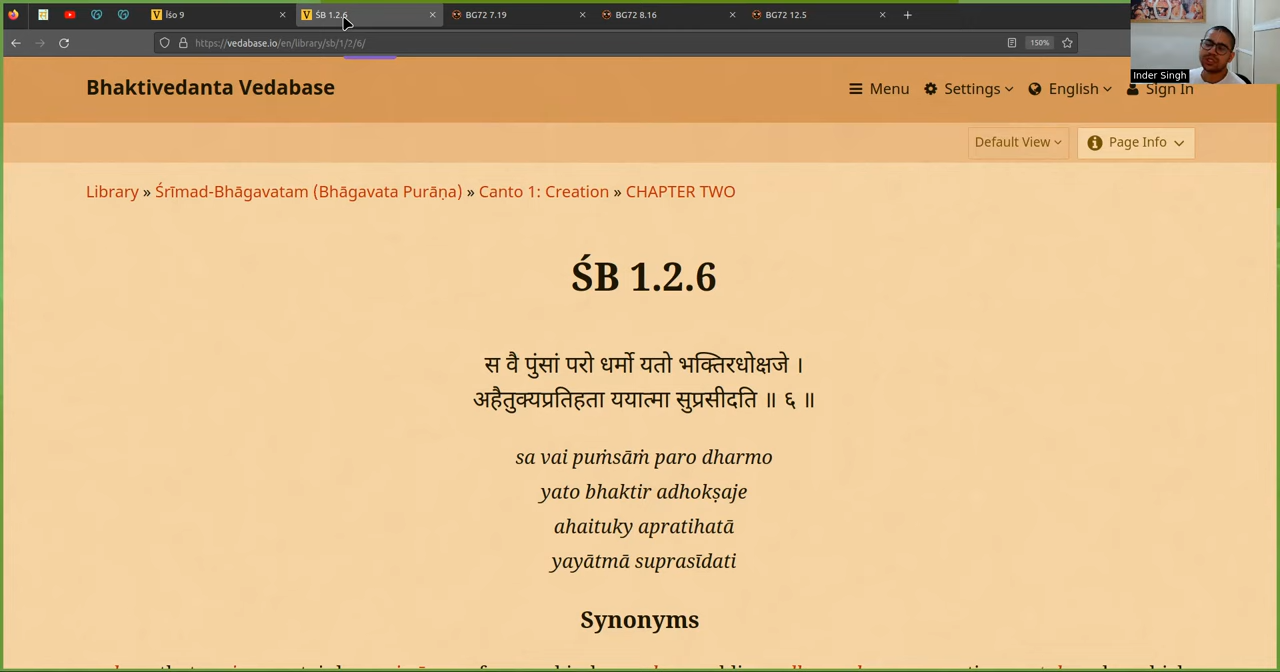 Īśo 9
ŚB 1.2.6
BG72 7.19
BG72 8.16
BG72 12.5
https://vedabase.io/en/library/sb/1/2/6/
150%
Inder Singh
Bhaktivedanta Vedabase
Menu
Settings
English
Sign In
Default View
Page Info
Library » Śrīmad-Bhāgavatam (Bhāgavata Purāṇa) » Canto 1: Creation » CHAPTER TWO
ŚB 1.2.6
स वै पुंसां परो धर्मो यतो भक्तिरधोक्षजे ।
अहैतुक्यप्रतिहता ययात्मा सुप्रसीदति ॥ ६ ॥
sa vai puṁsāṁ paro dharmo
yato bhaktir adhokṣaje
ahaituky apratihatā
yayātmā suprasīdati
Synonyms